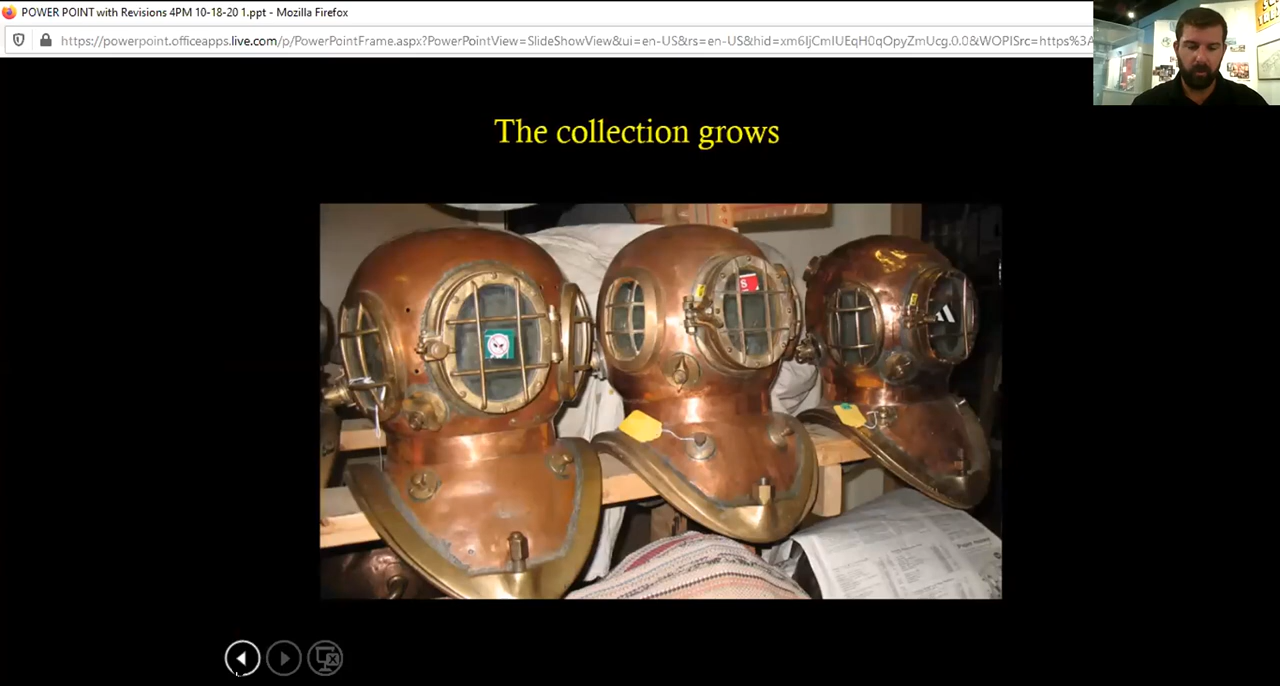 POWER POINT with Revisions 4PM 10-18-20 1.ppt - Mozilla Firefox
https://powerpoint.officeapps.live.com/p/PowerPointFrame.aspx?PowerPointView=SlideShowView&ui=en-US&rs=en-US&hid=xm6IjCmIUEqH0qOpyZmUcg.0.0&WOPISrc=https%3A
The collection grows
S